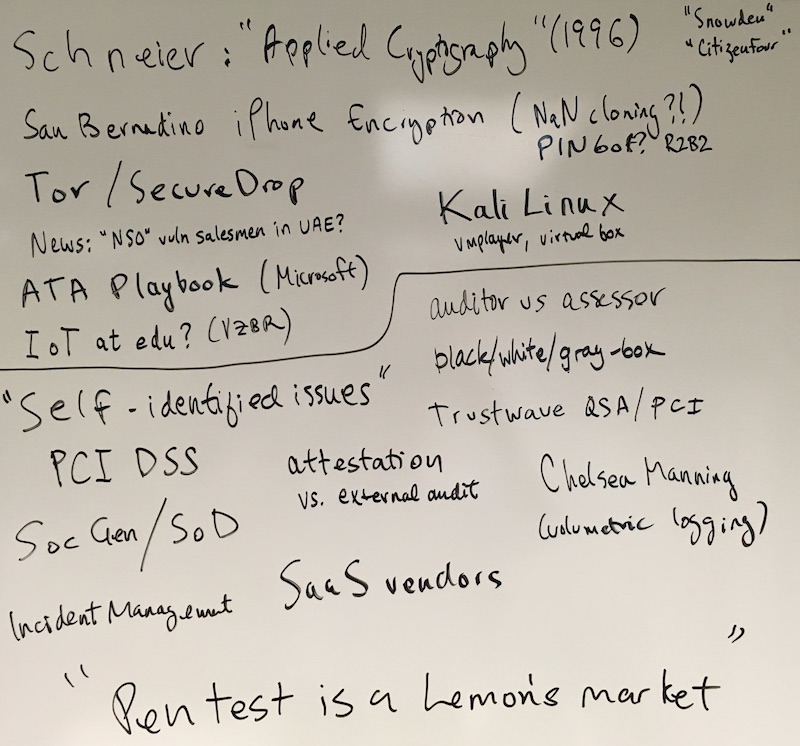 Schneier: "Applied Cryptography" (1996)
"Snowden"
"Citizenfour"
San Bernadino iPhone Encryption (NaN cloning?!)
PIN 6 of? R2B2
Tor / SecureDrop
News: "NSO" vuln salesmen in UAE?
Kali Linux
vmplayer, virtual box
ATA Playbook (Microsoft)
IoT at edu? (VZBR)
auditor vs assessor
black/white/gray-box
Trustwave QSA/PCI
"Self-identified issues"
PCI DSS
attestation
vs. external audit
Chelsea Manning
(volumetric logging)
SocGen/SoD
SaaS vendors
Incident Management
"Pentest is a Lemon's market"